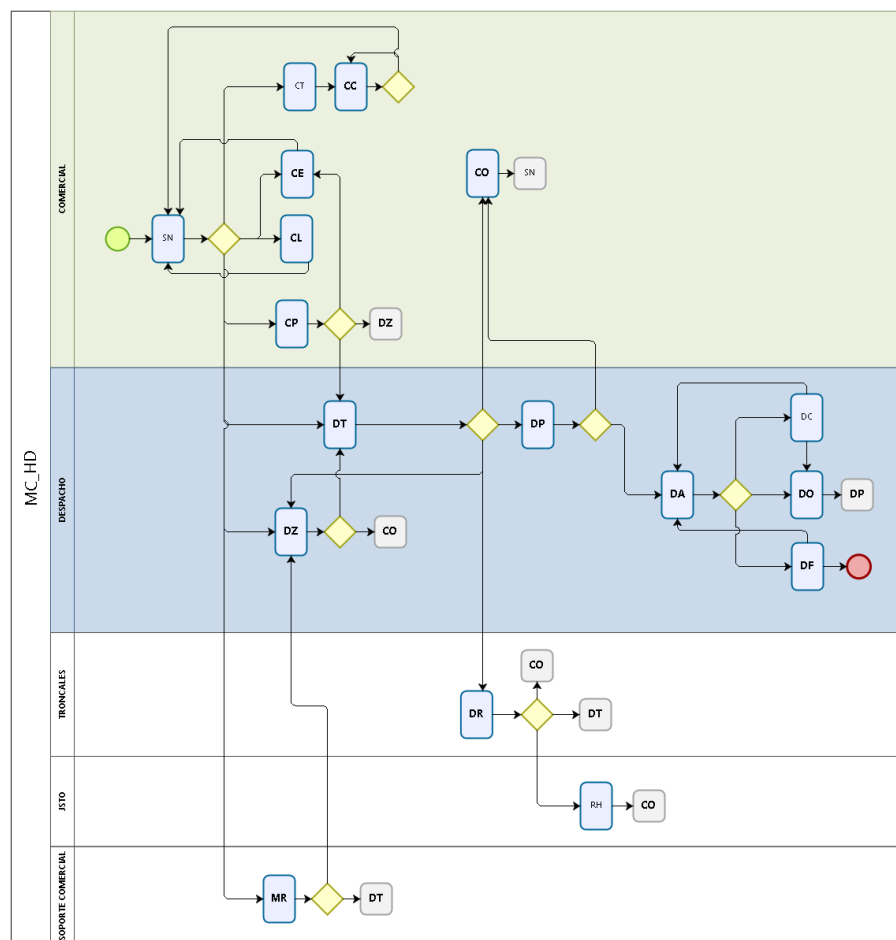 MC_HD
COMERCIAL
CT
CC
CE
CO
SN
SN
CL
CP
DZ
DESPACHO
DT
DP
DC
DA
DO
DP
DZ
CO
DF
TRONCALES
CO
DR
DT
JSTO
RH
CO
SOPORTE COMERCIAL
MR
DT